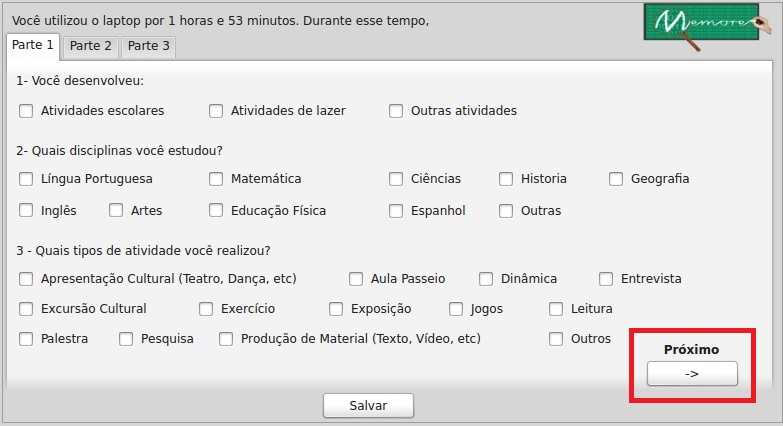 Você utilizou o laptop por 1 horas e 53 minutos. Durante esse tempo,
Memore
Parte 1 Parte 2 Parte 3
1- Você desenvolveu:
Atividades escolares Atividades de lazer Outras atividades
2- Quais disciplinas você estudou?
Língua Portuguesa Matemática Ciências Historia Geografia
Inglês Artes Educação Física Espanhol Outras
3 - Quais tipos de atividade você realizou?
Apresentação Cultural (Teatro, Dança, etc) Aula Passeio Dinâmica Entrevista
Excursão Cultural Exercício Exposição Jogos Leitura
Palestra Pesquisa Produção de Material (Texto, Vídeo, etc) Outros
Próximo
->
Salvar